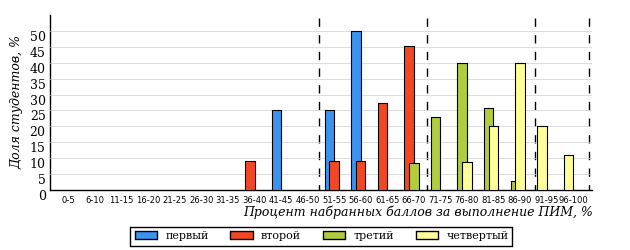 Доля студентов, %
50
45
40
35
30
25
20
15
10
5
0
0-5 6-10 11-15 16-20 21-25 26-30 31-35 36-40 41-45 46-50 51-55 56-60 61-65 66-70 71-75 76-80 81-85 86-90 91-95 96-100
Процент набранных баллов за выполнение ПИМ, %
первый второй третий четвертый